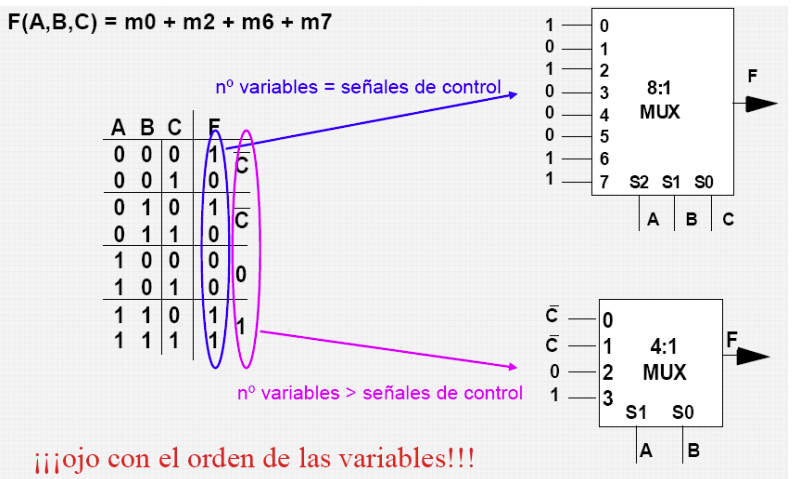 F(A,B,C) = m0 + m2 + m6 + m7
nº variables = señales de control
A B C F
0 0 0 1 C̅
0 0 1 0
0 1 0 1 C̅
0 1 1 0
1 0 0 0 0
1 0 1 0
1 1 0 1 1
1 1 1 1
1 0
0 1
1 2
0 3
0 4
0 5
1 6
1 7
8:1
MUX
F
S2 S1 S0
A B C
nº variables > señales de control
C̅ 0
C̅ 1
0 2
1 3
4:1
MUX
F
S1 S0
A B
¡¡¡ojo con el orden de las variables!!!